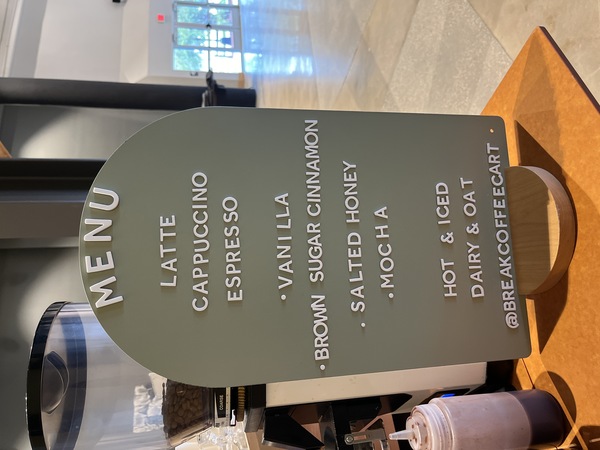 MENU
LATTE
CAPPUCCINO
ESPRESSO
• VANILLA
• BROWN SUGAR CINNAMON
• SALTED HONEY
• MOCHA
HOT & ICED
DAIRY & OAT
@BREAKCOFFEECART